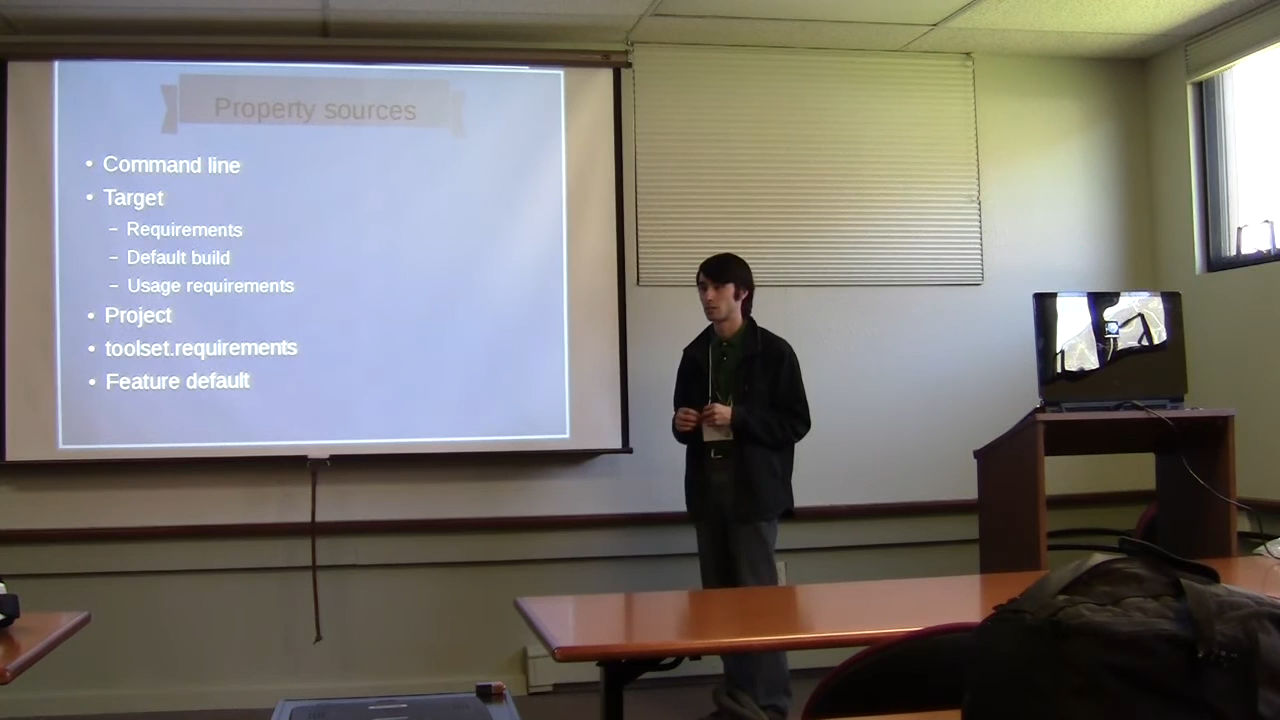 Property sources
• Command line
• Target
– Requirements
– Default build
– Usage requirements
• Project
• toolset.requirements
• Feature default